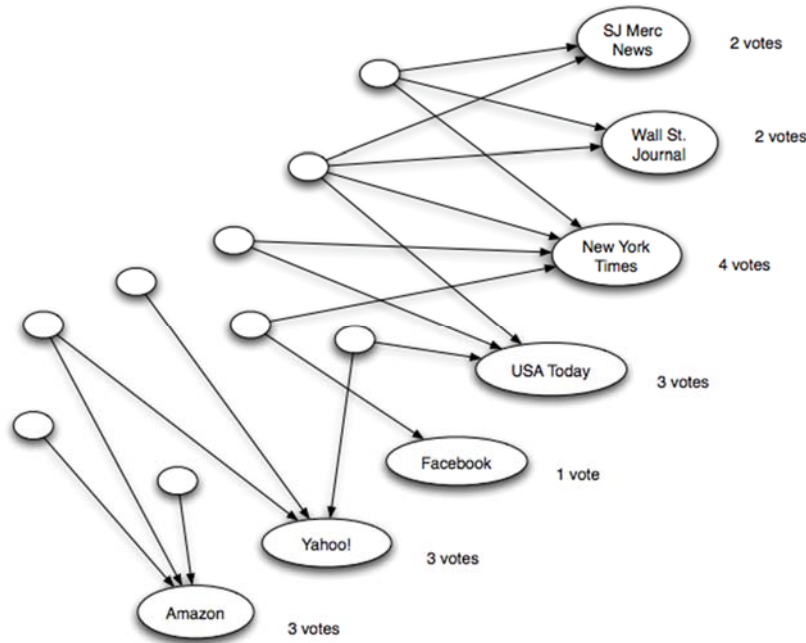 SJ Merc
News
2 votes
Wall St.
Journal
2 votes
New York
Times
4 votes
USA Today
3 votes
Facebook
1 vote
Yahoo!
3 votes
Amazon
3 votes